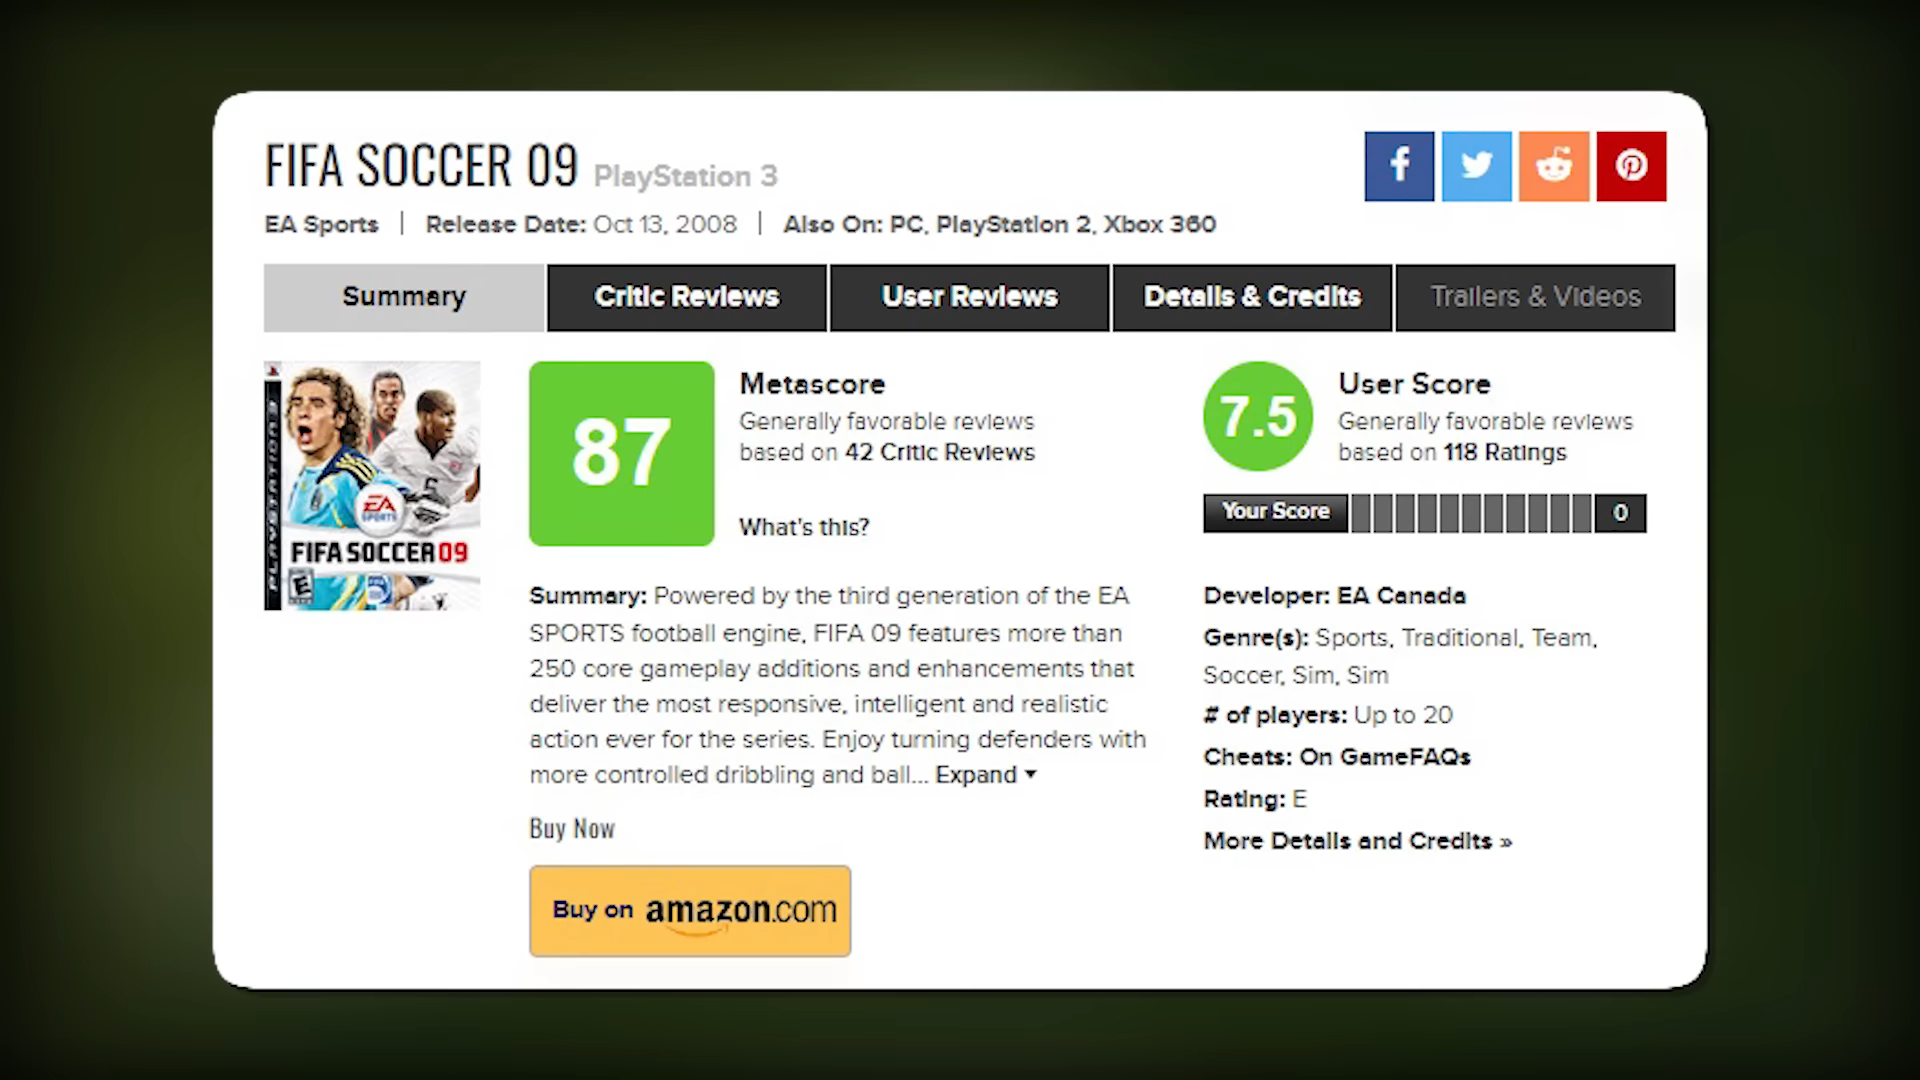 FIFA SOCCER 09 PlayStation 3
EA Sports | Release Date: Oct 13, 2008 | Also On: PC, PlayStation 2, Xbox 360
Summary
Critic Reviews
User Reviews
Details & Credits
Trailers & Videos
PLAYSTATION 3
5
EA
SPORTS
FIFA SOCCER 09
E
87
Metascore
Generally favorable reviews
based on 42 Critic Reviews
What's this?
Summary: Powered by the third generation of the EA
SPORTS football engine, FIFA 09 features more than
250 core gameplay additions and enhancements that
deliver the most responsive, intelligent and realistic
action ever for the series. Enjoy turning defenders with
more controlled dribbling and ball... Expand
Buy Now
Buy on amazon.com
7.5
User Score
Generally favorable reviews
based on 118 Ratings
Your Score
0
Developer: EA Canada
Genre(s): Sports, Traditional, Team,
Soccer, Sim, Sim
# of players: Up to 20
Cheats: On GameFAQs
Rating: E
More Details and Credits »